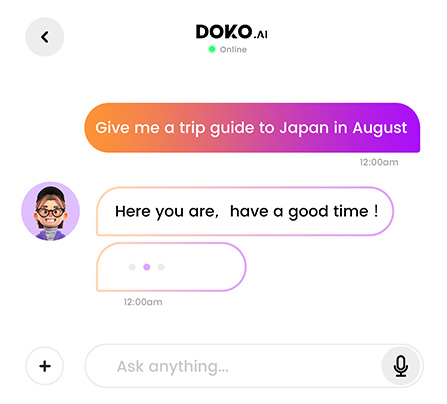 DOKO.AI
Online
Give me a trip guide to Japan in August
12:00am
Here you are, have a good time!
12:00am
Ask anything...